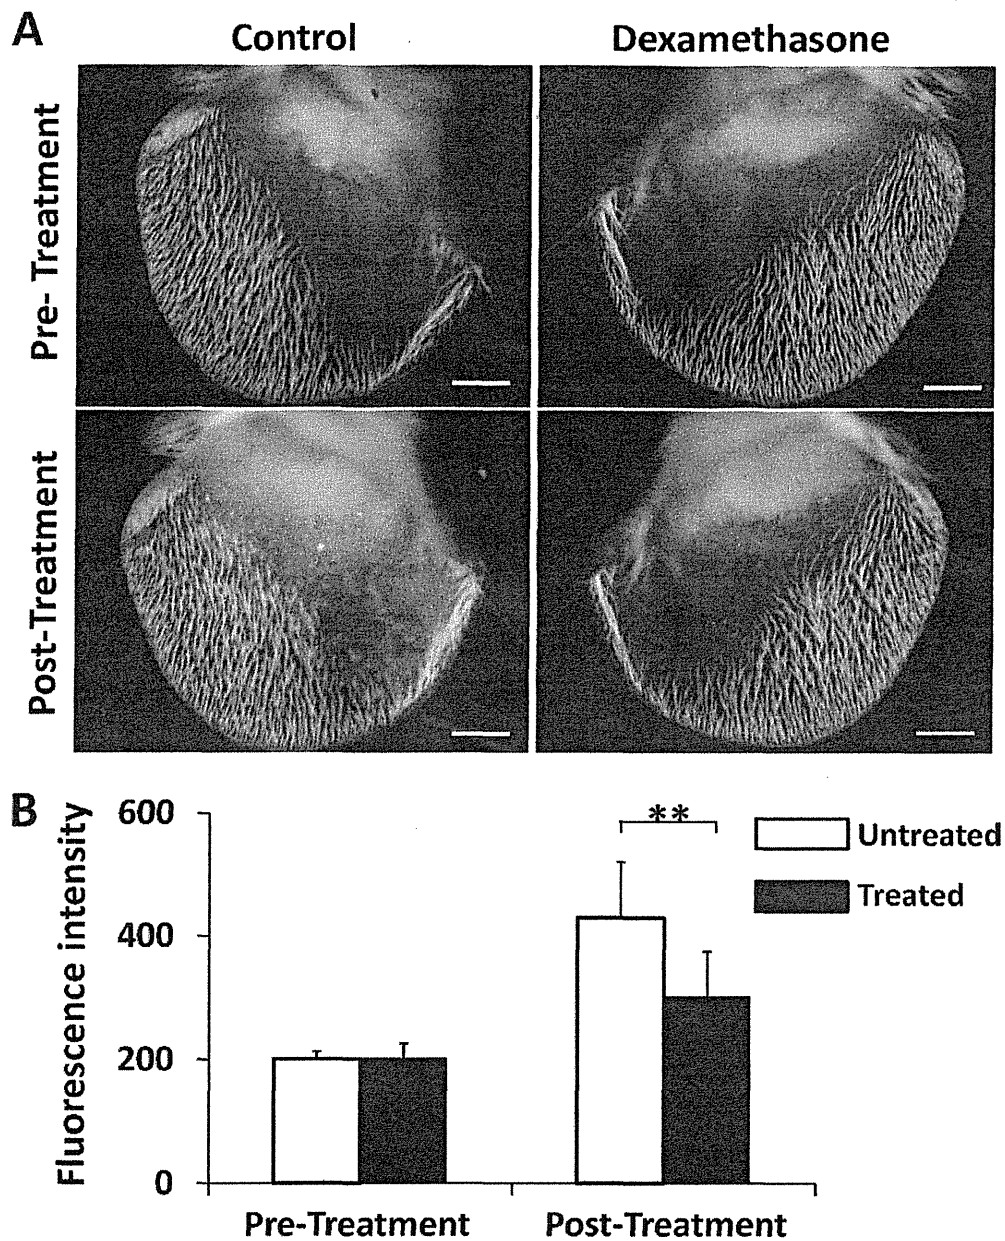 A
Control
Dexamethasone
Pre- Treatment
Post-Treatment
B
Fluorescence intensity
600
400
200
0
**
Untreated
Treated
Pre-Treatment
Post-Treatment